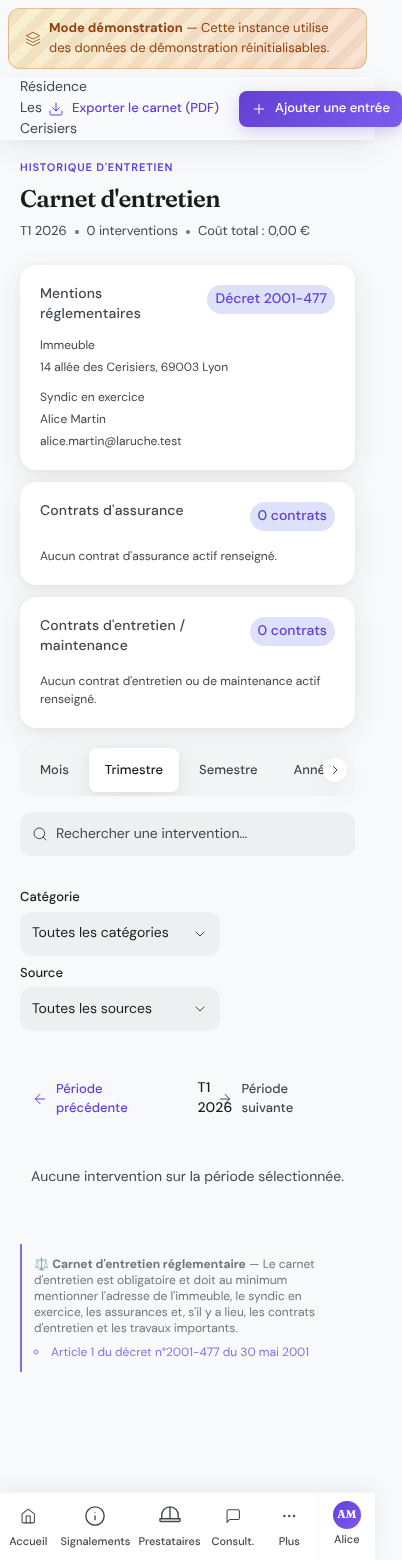 Mode démonstration — Cette instance utilise
des données de démonstration réinitialisables.
Résidence
Les
Cerisiers
Exporter le carnet (PDF)
Ajouter une entrée
HISTORIQUE D'ENTRETIEN
Carnet d'entretien
T1 2026 • 0 interventions • Coût total : 0,00 €
Mentions
réglementaires
Décret 2001-477
Immeuble
14 allée des Cerisiers, 69003 Lyon
Syndic en exercice
Alice Martin
alice.martin@laruche.test
Contrats d'assurance
0 contrats
Aucun contrat d'assurance actif renseigné.
Contrats d'entretien /
maintenance
0 contrats
Aucun contrat d'entretien ou de maintenance actif
renseigné.
Mois Trimestre Semestre Anné
Rechercher une intervention…
Catégorie
Toutes les catégories
Source
Toutes les sources
Période
précédente
T1
2026
Période
suivante
Aucune intervention sur la période sélectionnée.
⚖️ Carnet d'entretien réglementaire — Le carnet
d'entretien est obligatoire et doit au minimum
mentionner l'adresse de l'immeuble, le syndic en
exercice, les assurances et, s'il y a lieu, les contrats
d'entretien et les travaux importants.
Article 1 du décret n°2001-477 du 30 mai 2001
AM
Accueil Signalements Prestataires Consult. Plus Alice